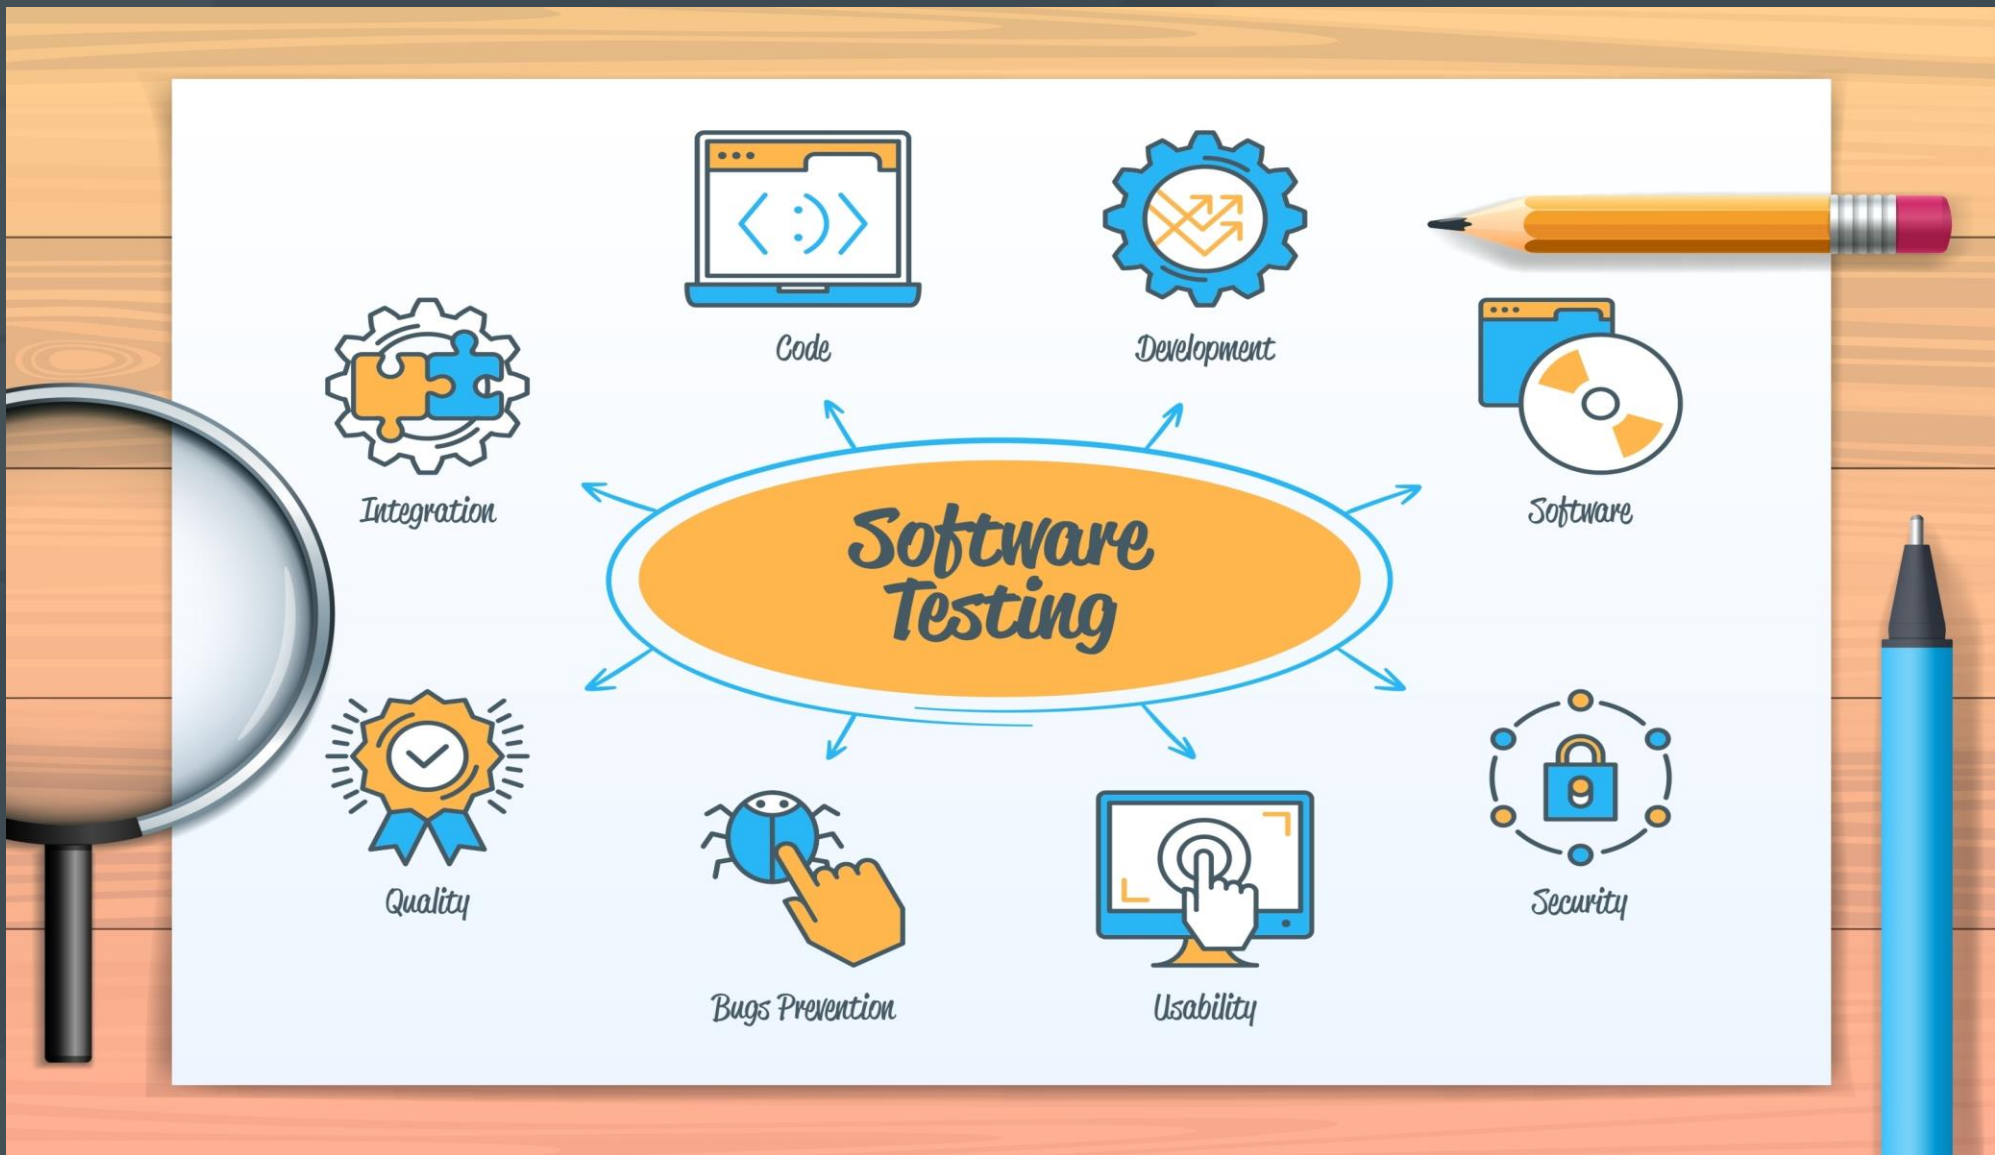 Code
Development
Integration
Software
Software
Testing
Quality
Security
Bugs Prevention
Usability